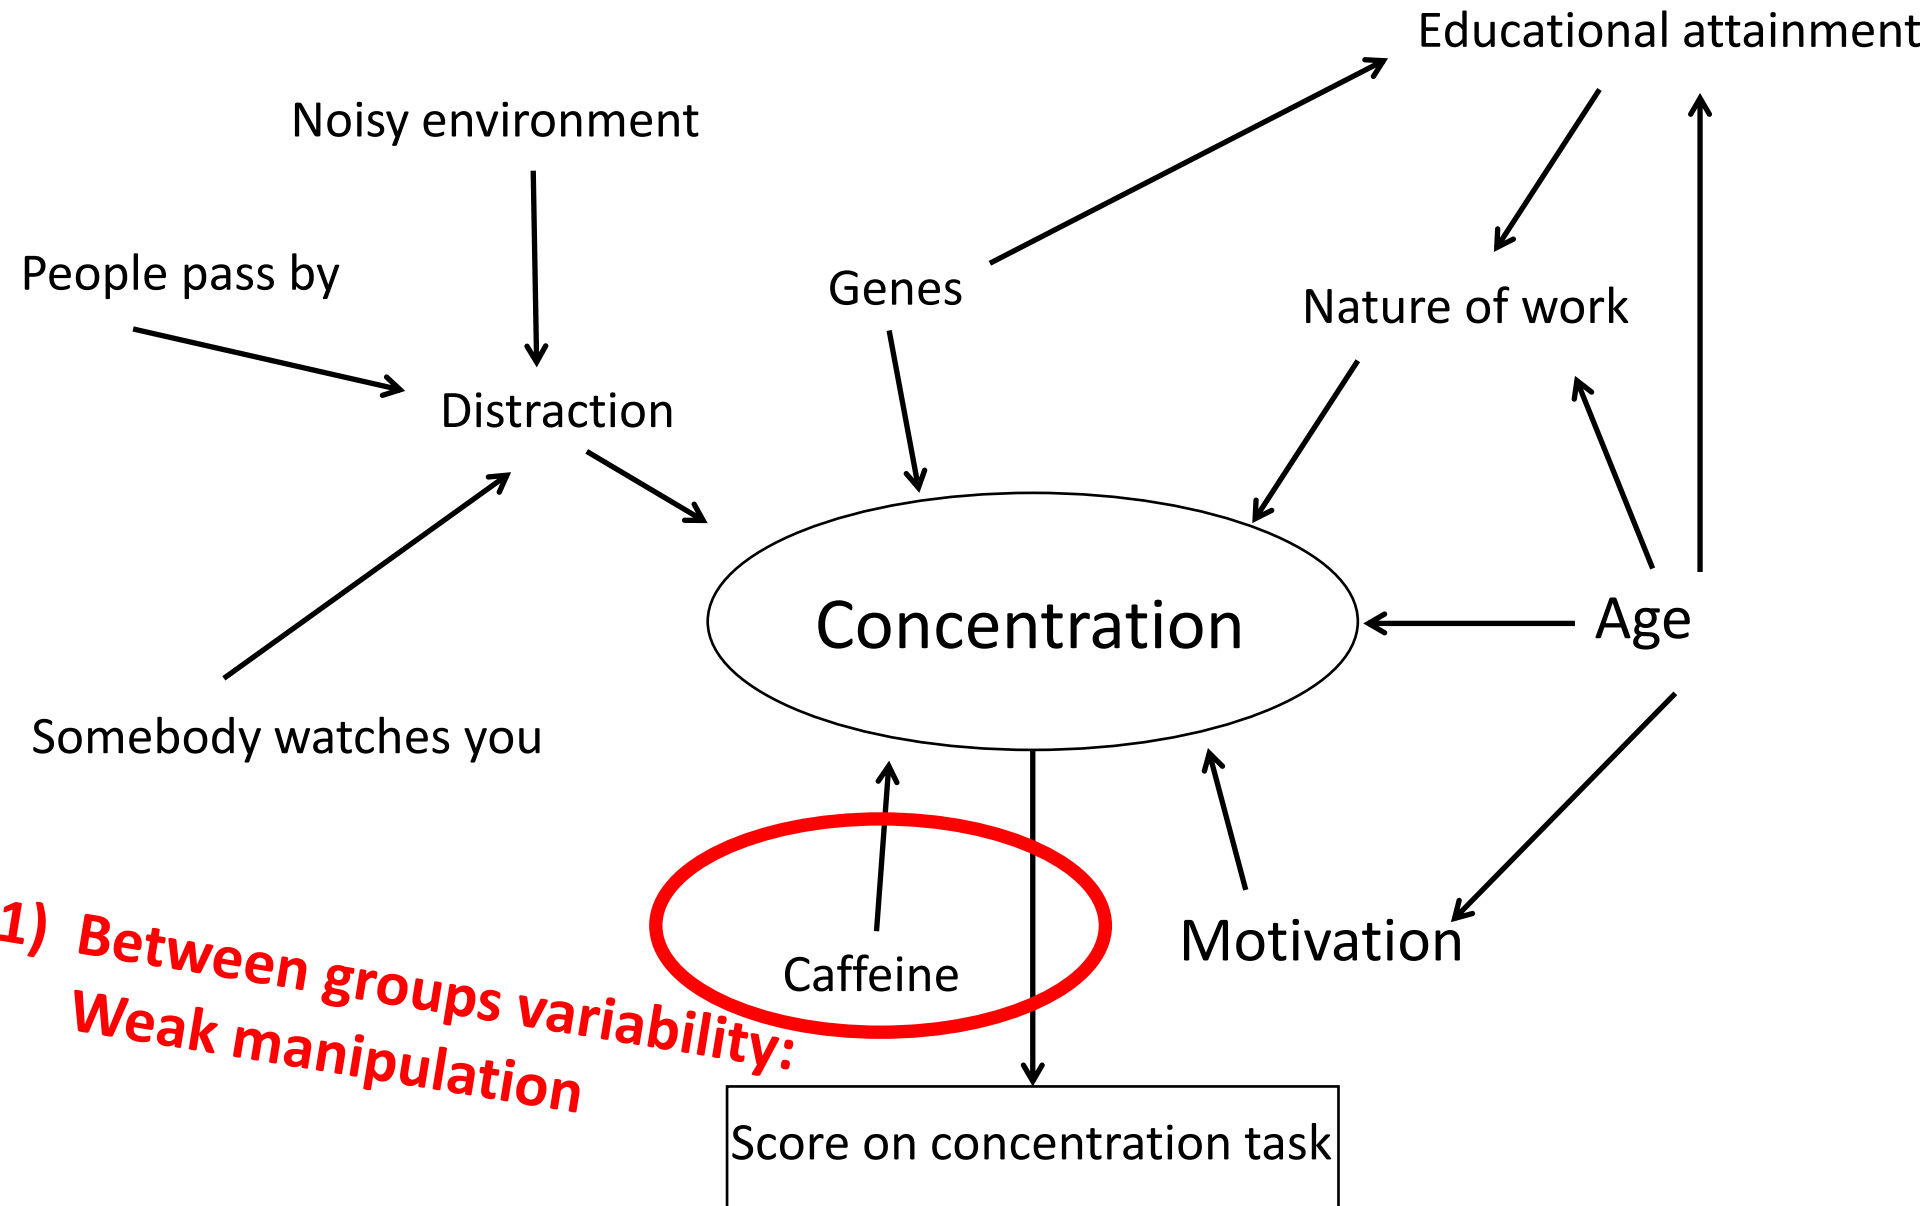 Educational attainment
Noisy environment
People pass by
Genes
Nature of work
Distraction
Concentration
Age
Somebody watches you
Motivation
Caffeine
1) Between groups variability:
Weak manipulation
Score on concentration task